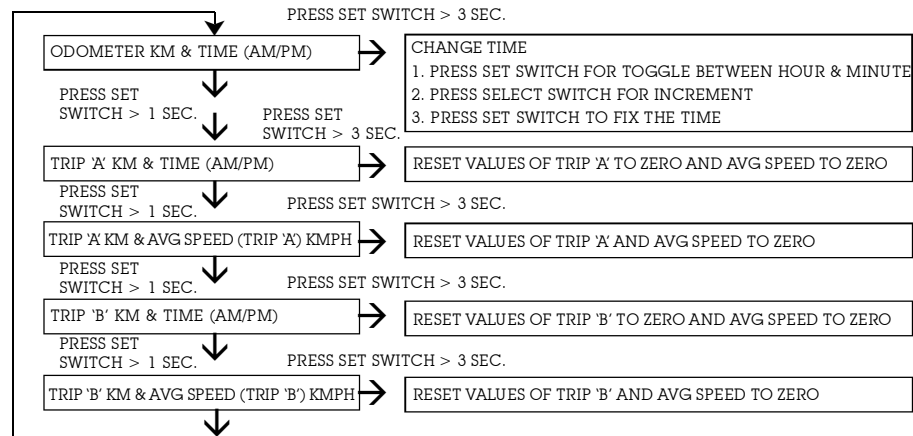 PRESS SET SWITCH > 3 SEC.
ODOMETER KM & TIME (AM/PM)
CHANGE TIME
1. PRESS SET SWITCH FOR TOGGLE BETWEEN HOUR & MINUTE
2. PRESS SELECT SWITCH FOR INCREMENT
3. PRESS SET SWITCH TO FIX THE TIME
PRESS SET
SWITCH > 1 SEC.
PRESS SET
SWITCH > 3 SEC.
TRIP 'A' KM & TIME (AM/PM)
RESET VALUES OF TRIP 'A' TO ZERO AND AVG SPEED TO ZERO
PRESS SET
SWITCH > 1 SEC.
PRESS SET SWITCH > 3 SEC.
TRIP 'A' KM & AVG SPEED (TRIP 'A') KMPH
RESET VALUES OF TRIP 'A' AND AVG SPEED TO ZERO
PRESS SET
SWITCH > 1 SEC.
PRESS SET SWITCH > 3 SEC.
TRIP 'B' KM & TIME (AM/PM)
RESET VALUES OF TRIP 'B' TO ZERO AND AVG SPEED TO ZERO
PRESS SET
SWITCH > 1 SEC.
PRESS SET SWITCH > 3 SEC.
TRIP 'B' KM & AVG SPEED (TRIP 'B') KMPH
RESET VALUES OF TRIP 'B' AND AVG SPEED TO ZERO